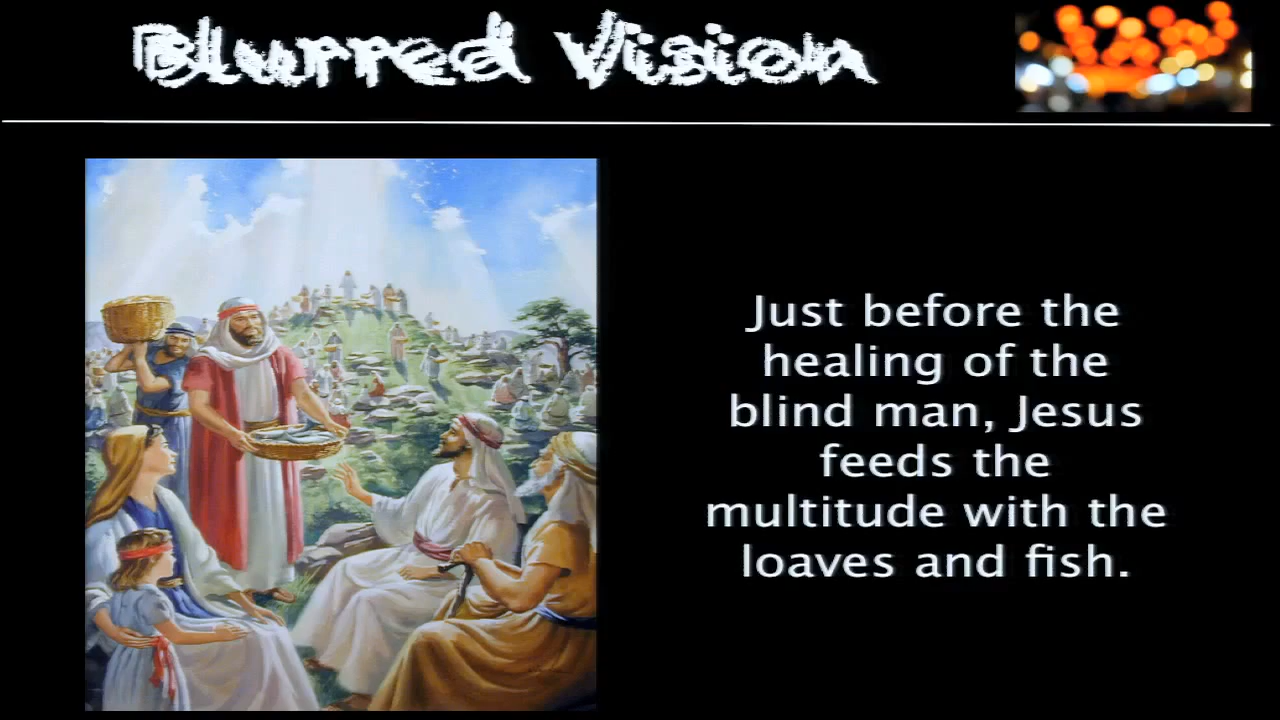 Blurred Vision
Just before the
healing of the
blind man, Jesus
feeds the
multitude with the
loaves and fish.